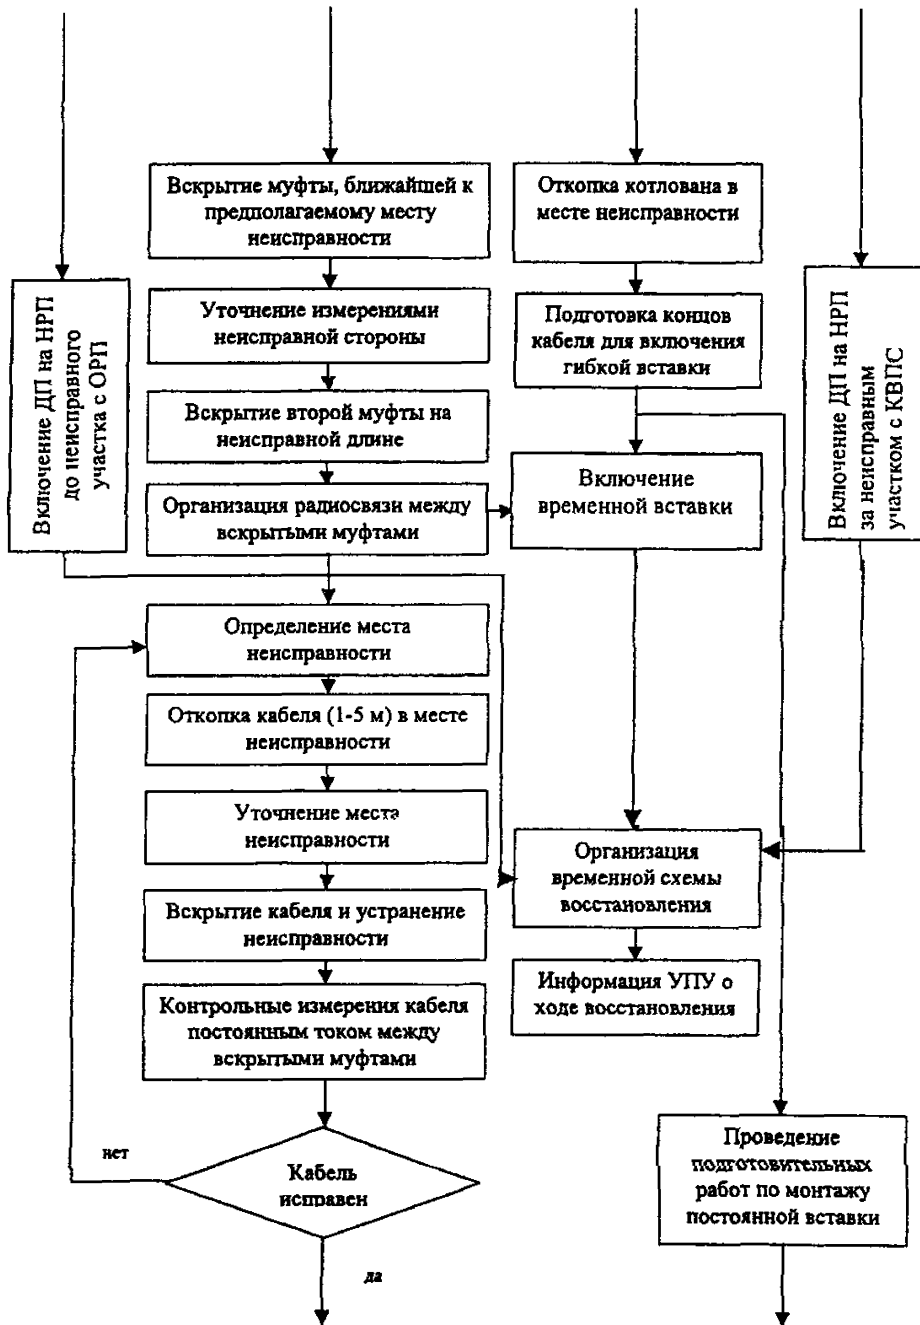 Вскрытие муфты, ближайшей к
предполагаемому месту
неисправности
Откопка котлована в
месте неисправности
Включение ДП на НРП
до неисправного
участка с ОРП
Уточнение измерениями
неисправной стороны
Подготовка концов
кабеля для включения
гибкой вставки
Включение ДП на НРП
за неисправным
участком с КВПС
Вскрытие второй муфты на
неисправной длине
Включение
временной вставки
Организация радиосвязи между
вскрытыми муфтами
Определение места
неисправности
Откопка кабеля (1-5 м) в месте
неисправности
Уточнение места
неисправности
Организация
временной схемы
восстановления
Вскрытие кабеля и устранение
неисправности
Информация УПУ о
ходе восстановления
Контрольные измерения кабеля
постоянным током между
вскрытыми муфтами
нет
Кабель
исправен
да
Проведение
подготовительных
работ по монтажу
постоянной вставки